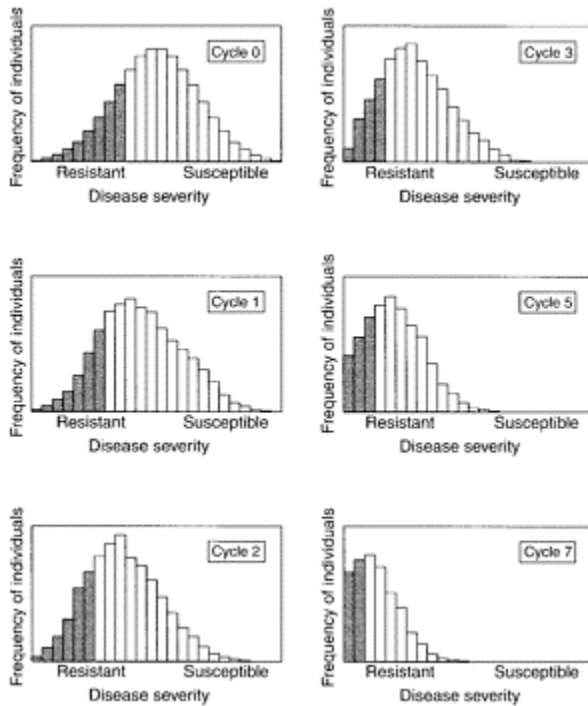 Frequency of individuals
Cycle 0
Resistant Susceptible
Disease severity
Frequency of individuals
Cycle 3
Resistant Susceptible
Disease severity
Frequency of individuals
Cycle 1
Resistant Susceptible
Disease severity
Frequency of individuals
Cycle 5
Resistant Susceptible
Disease severity
Frequency of individuals
Cycle 2
Resistant Susceptible
Disease severity
Frequency of individuals
Cycle 7
Resistant Susceptible
Disease severity